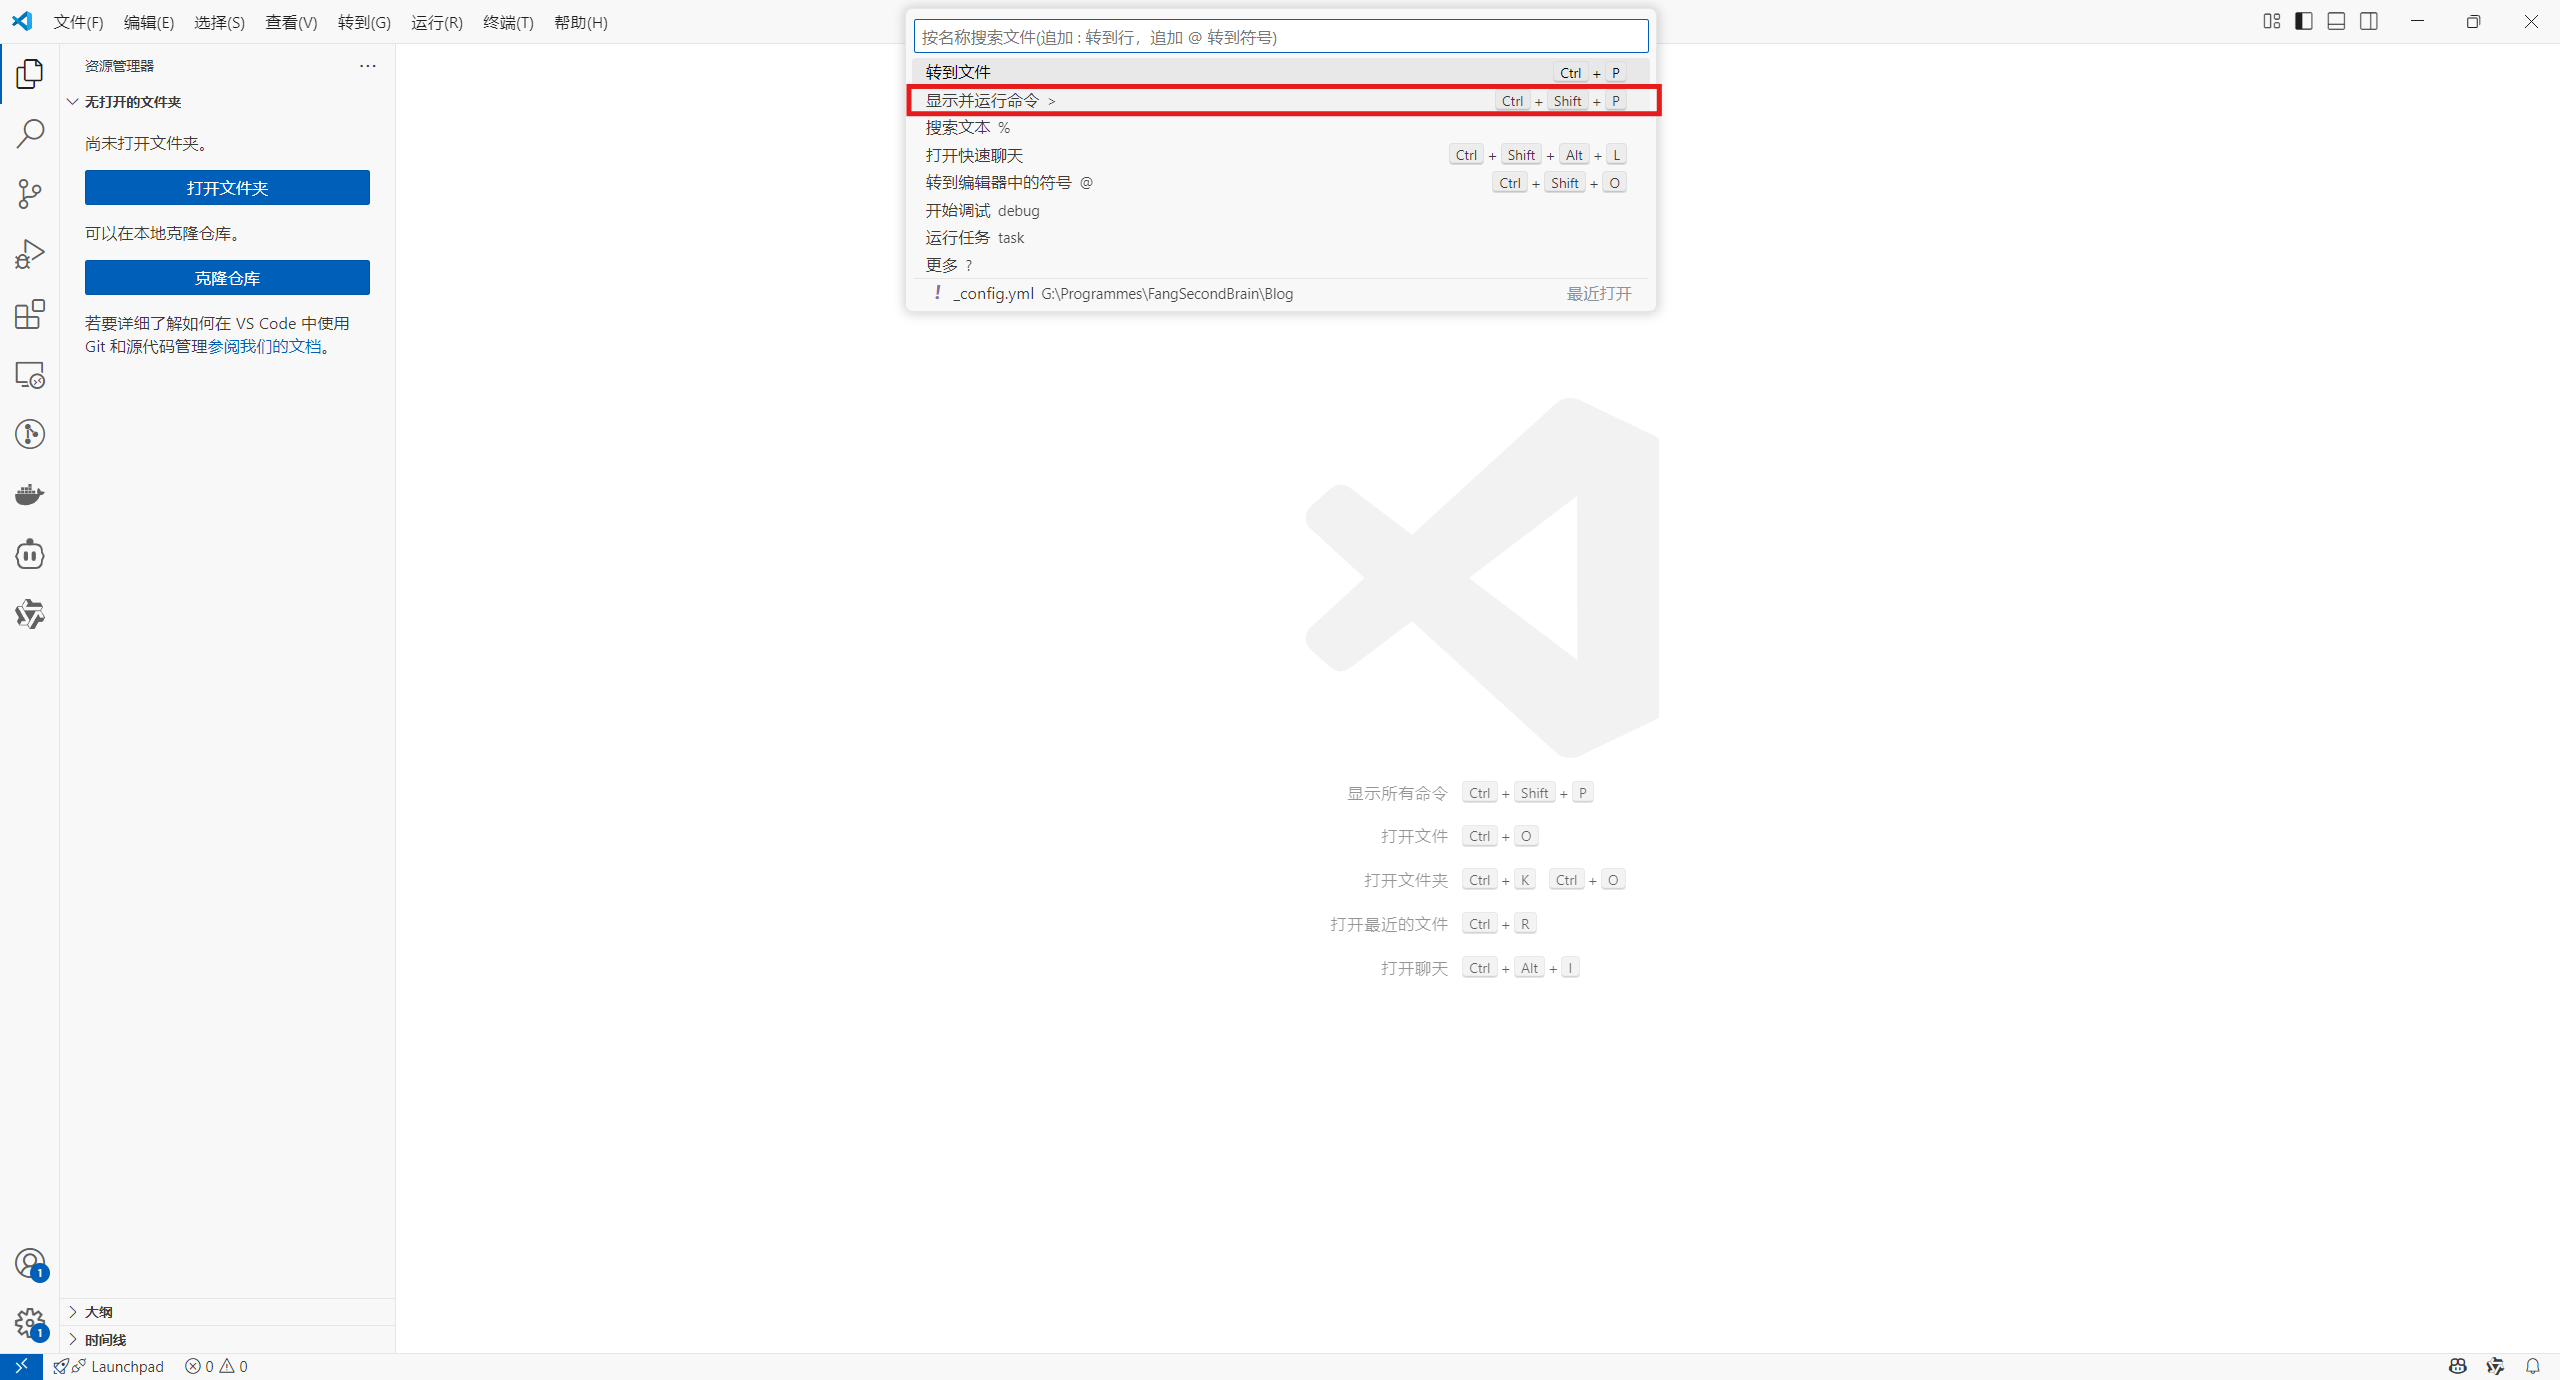 文件(F) 编辑(E) 选择(S) 查看(V) 转到(G) 运行(R) 终端(T) 帮助(H)
按名称搜索文件(追加 : 转到行，追加 @ 转到符号)
转到文件 Ctrl + P
显示并运行命令 > Ctrl + Shift + P
搜索文本 %
打开快速聊天 Ctrl + Shift + Alt + L
转到编辑器中的符号 @ Ctrl + Shift + O
开始调试 debug
运行任务 task
更多 ?
! _config.yml G:\Programmes\FangSecondBrain\Blog 最近打开
资源管理器 ···
无打开的文件夹
尚未打开文件夹。
打开文件夹
可以在本地克隆仓库。
克隆仓库
若要详细了解如何在 VS Code 中使用
Git 和源代码管理参阅我们的文档。
显示所有命令 Ctrl + Shift + P
打开文件 Ctrl + O
打开文件夹 Ctrl + K Ctrl + O
打开最近的文件 Ctrl + R
打开聊天 Ctrl + Alt + I
1
1
大纲
时间线
Launchpad 0 0